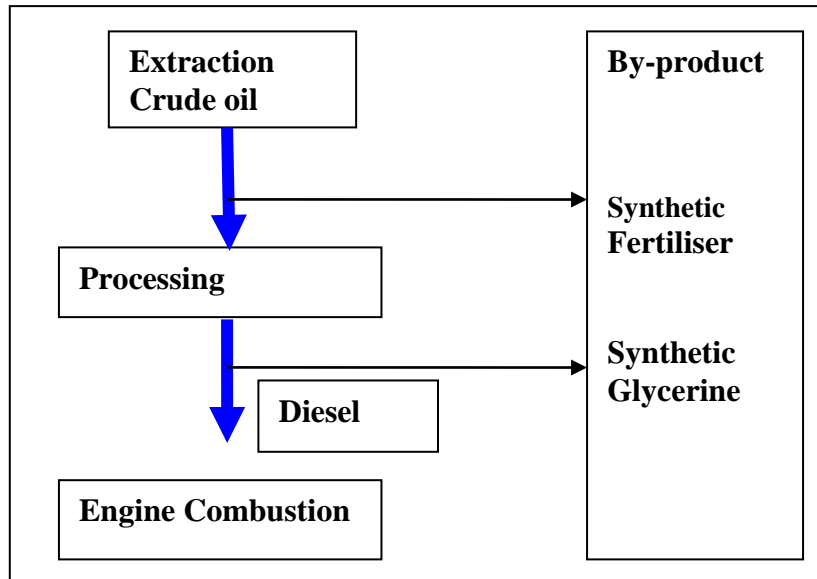 Extraction
Crude oil
By-product
Synthetic
Fertiliser
Processing
Synthetic
Glycerine
Diesel
Engine Combustion